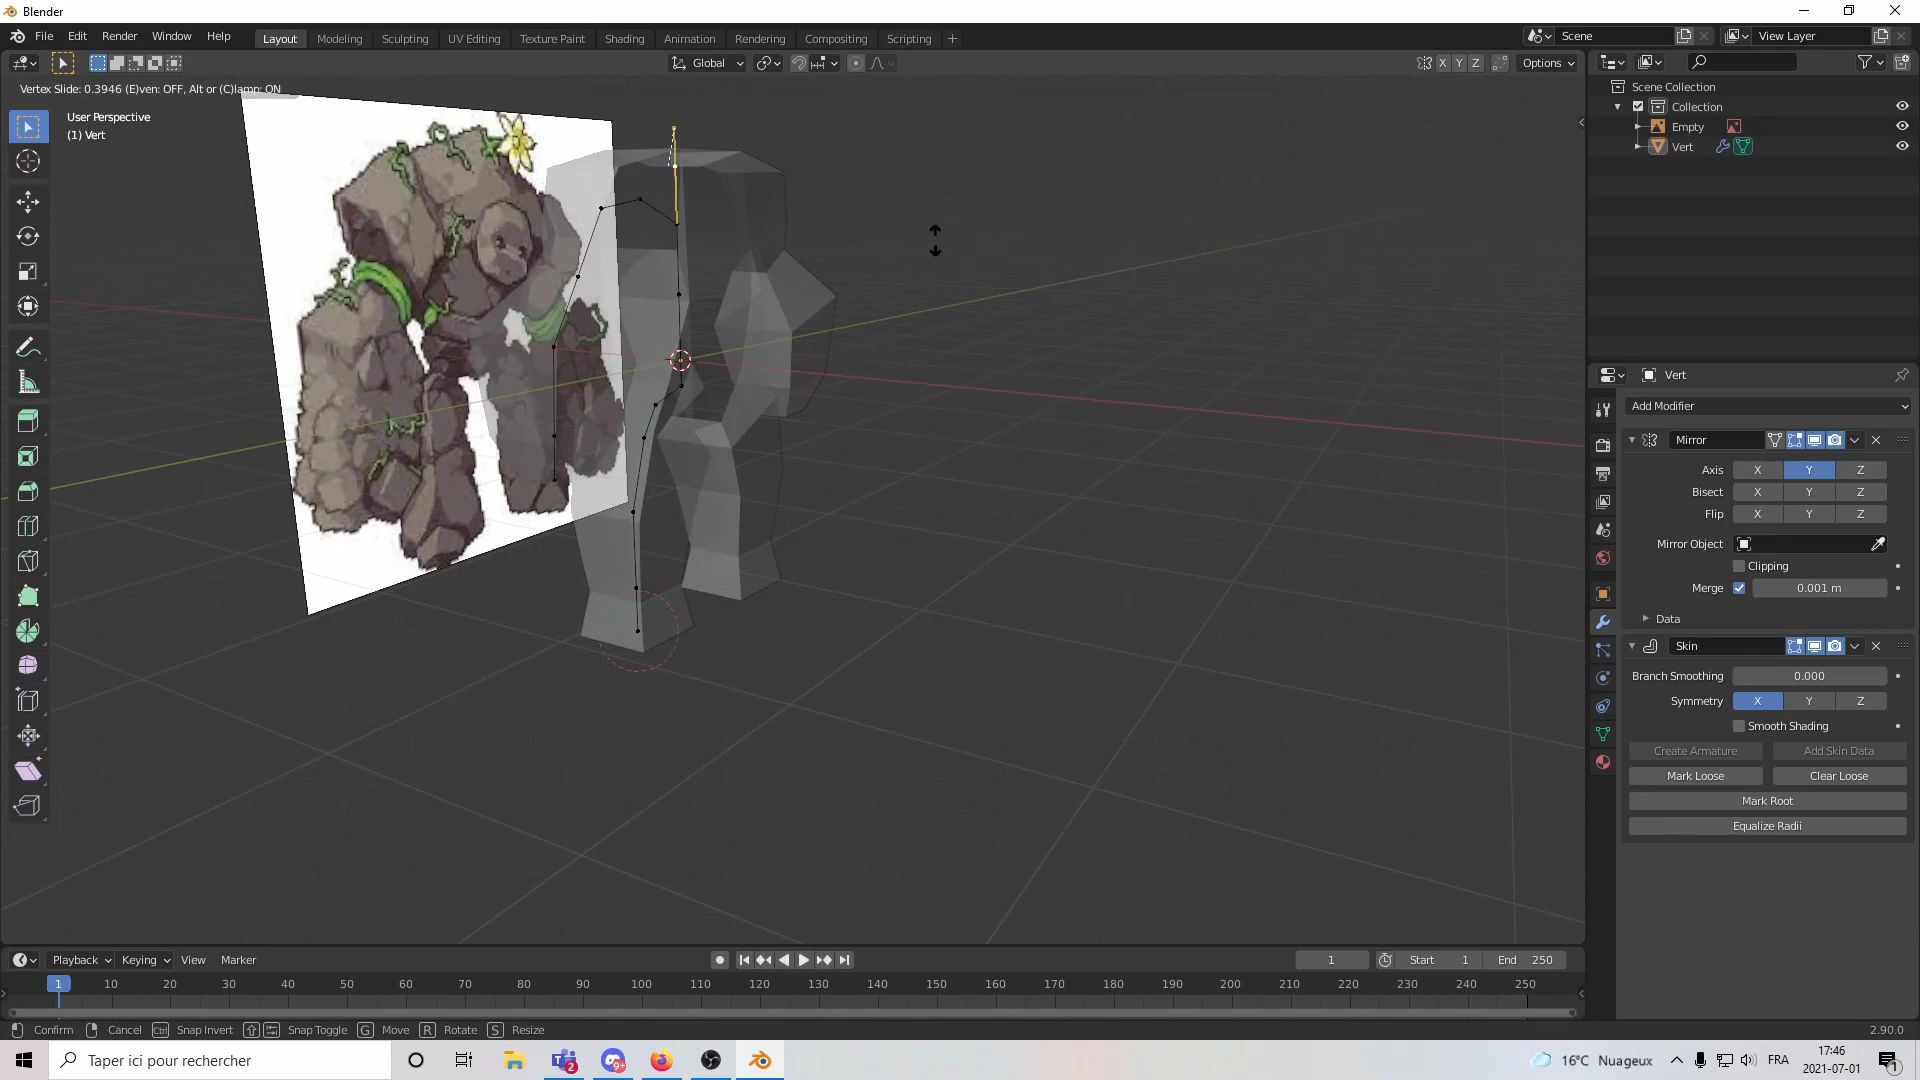 Blender
File Edit Render Window Help
Layout Modeling Sculpting UV Editing Texture Paint Shading Animation Rendering Compositing Scripting
Scene
View Layer
Global
X Y Z
Options
Vertex Slide: 0.3946 (E)ven: OFF, Alt or (C)lamp: ON
User Perspective
(1) Vert
Scene Collection
Collection
Empty
Vert
Vert
Add Modifier
Mirror
Axis X Y Z
Bisect X Y Z
Flip X Y Z
Mirror Object
Clipping
Merge 0.001 m
Data
Skin
Branch Smoothing 0.000
Symmetry X Y Z
Smooth Shading
Create Armature Add Skin Data
Mark Loose Clear Loose
Mark Root
Equalize Radii
Playback Keying View Marker
1 Start 1 End 250
1 10 20 30 40 50 60 70 80 90 100 110 120 130 140 150 160 170 180 190 200 210 220 230 240 250
Confirm Cancel Ctrl Snap Invert Snap Toggle G Move R Rotate S Resize
2.90.0
Taper ici pour rechercher
2
9+
16°C Nuageux
FRA
17:46
2021-07-01
1